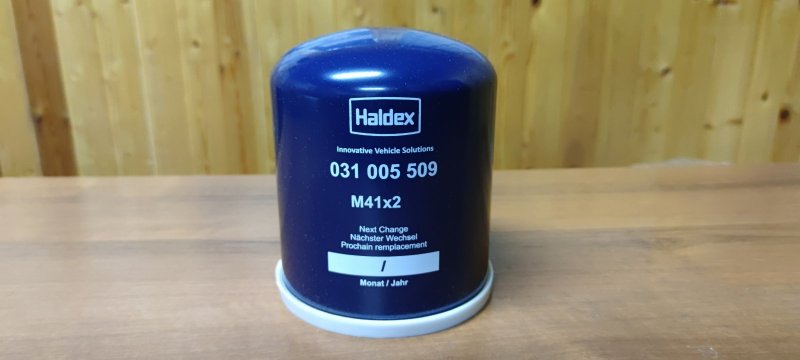 Haldex
Innovative Vehicle Solutions
031 005 509
M41x2
Next Change
Nächster Wechsel
Prochain remplacement
/
Monat / Jahr